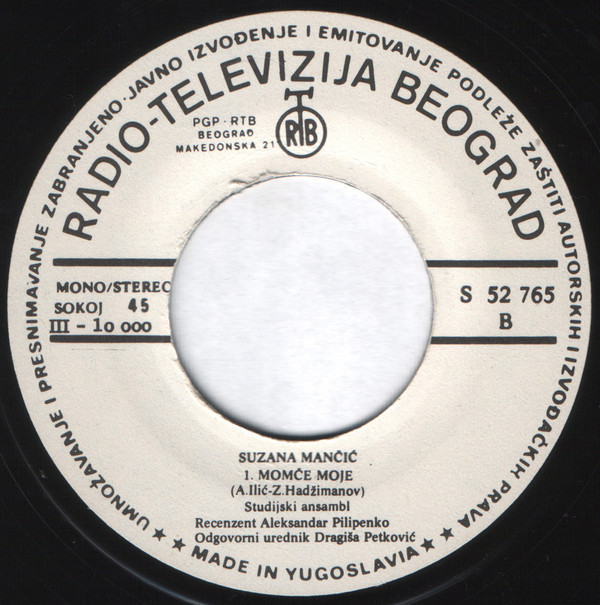 UMNOŽAVANJE I PRESNIMAVANJE ZABRANJENO·JAVNO IZVOĐENJE I EMITOVANJE PODLEŽE ZAŠTITI AUTORSKIH I IZVOĐAČKIH PRAVA
RADIO-TELEVIZIJA BEOGRAD
PGP·RTB
BEOGRAD
MAKEDONSKA 21
RTB
MONO/STEREO
SOKOJ 45
III - 10 000
S 52 765
B
SUZANA MANČIĆ
1. MOMČE MOJE
(A.Ilić-Z.Hadžimanov)
Studijski ansambl
Recenzent Aleksandar Pilipenko
Odgovorni urednik Dragiša Petković
★ ★ MADE IN YUGOSLAVIA ★ ★